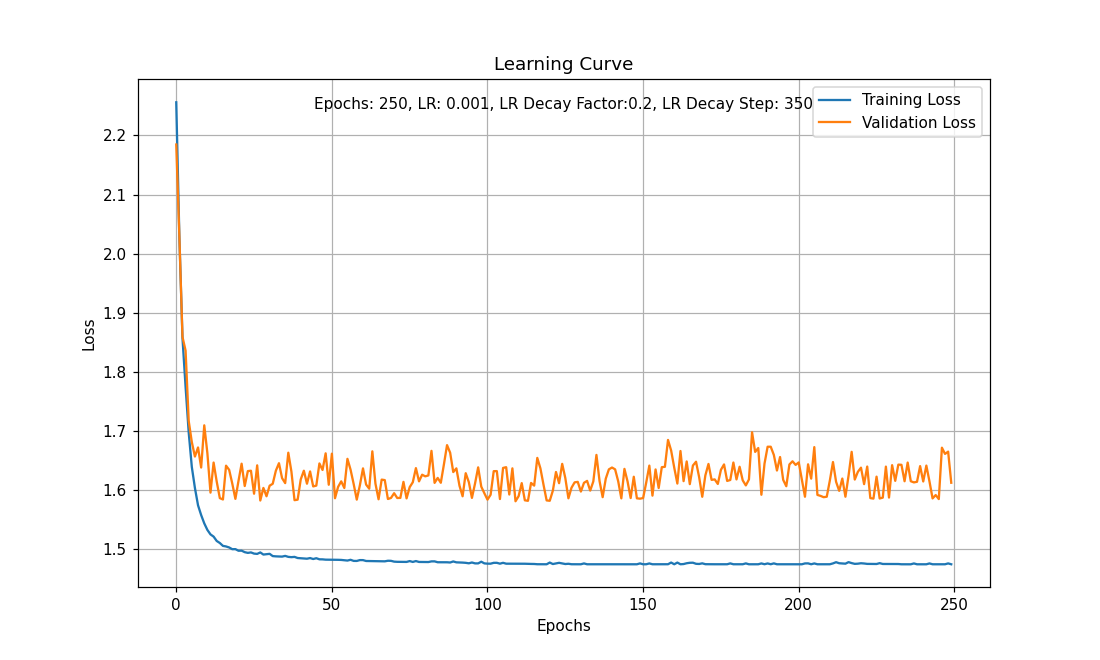 Learning Curve
Epochs: 250, LR: 0.001, LR Decay Factor:0.2, LR Decay Step: 350
Training Loss
Validation Loss
2.2
2.1
2.0
1.9
1.8
1.7
1.6
1.5
Loss
0 50 100 150 200 250
Epochs